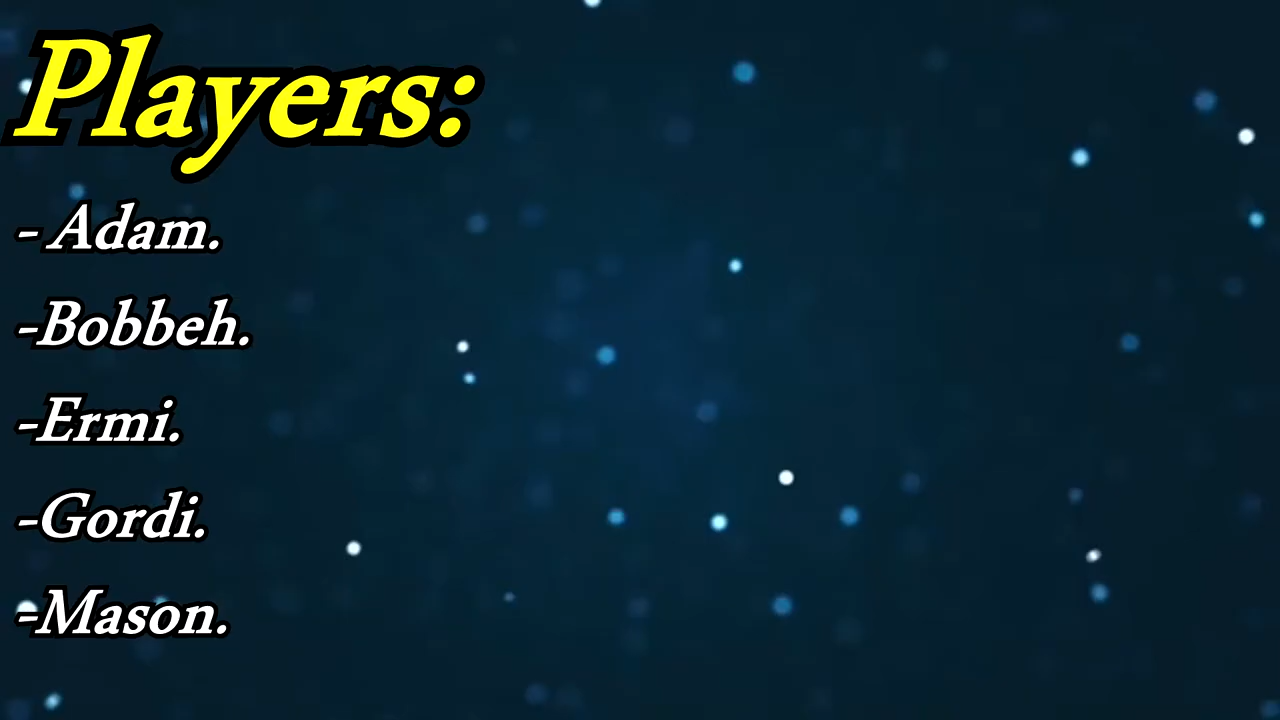 Players:
- Adam.
-Bobbeh.
-Ermi.
-Gordi.
-Mason.